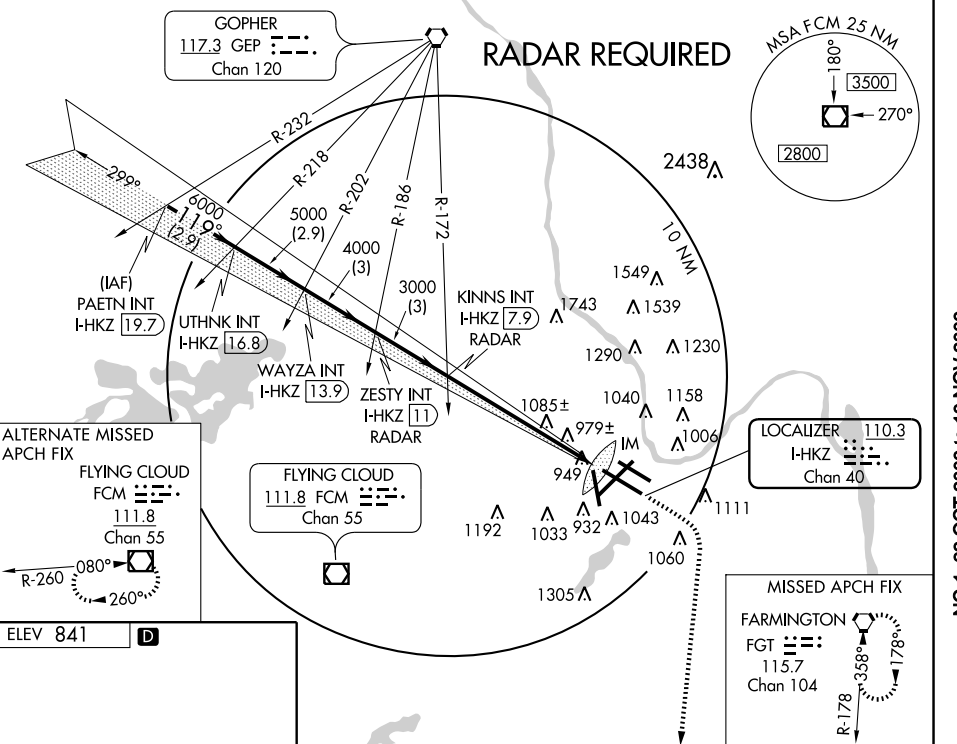 GOPHER
117.3 GEP
Chan 120
RADAR REQUIRED
MSA FCM 25 NM
180°
3500
270°
2800
R-232
R-218
R-202
R-186
R-172
2438
10 NM
299°
6000
119°
(2.9)
5000
(2.9)
4000
(3)
3000
(3)
(IAF)
PAETN INT
I-HKZ 19.7
UTHNK INT
I-HKZ 16.8
WAYZA INT
I-HKZ 13.9
ZESTY INT
I-HKZ 11
RADAR
KINNS INT
I-HKZ 7.9
RADAR
1549
1743
1539
1290
1230
1040
1158
1085±
979±
IM
1006
949
LOCALIZER 110.3
I-HKZ
Chan 40
1192
1033
932
1043
1111
1060
1305
ALTERNATE MISSED
APCH FIX
FLYING CLOUD
FCM
111.8
Chan 55
R-260
080°
260°
FLYING CLOUD
111.8 FCM
Chan 55
ELEV 841
D
MISSED APCH FIX
FARMINGTON
FGT
115.7
Chan 104
358°
178°
R-178